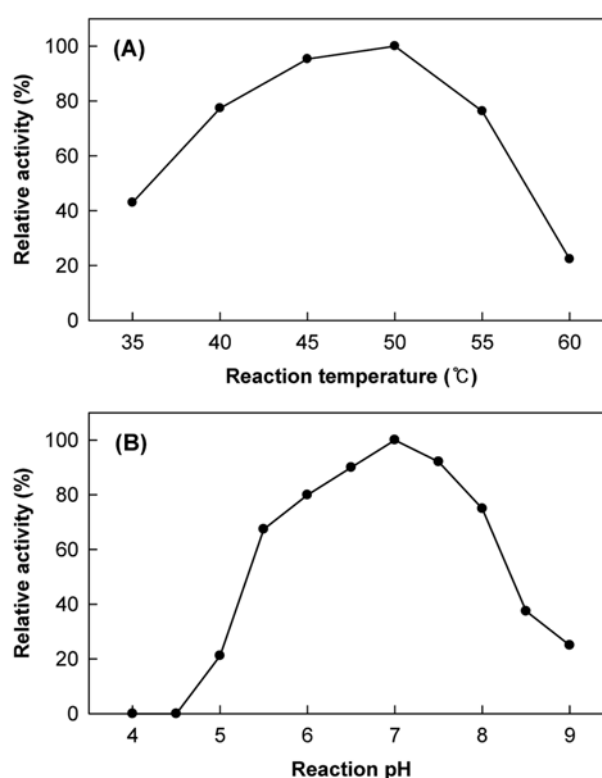 (A)
Relative activity (%)
100
80
60
40
20
0
35 40 45 50 55 60
Reaction temperature (℃)
(B)
Relative activity (%)
100
80
60
40
20
0
4 5 6 7 8 9
Reaction pH